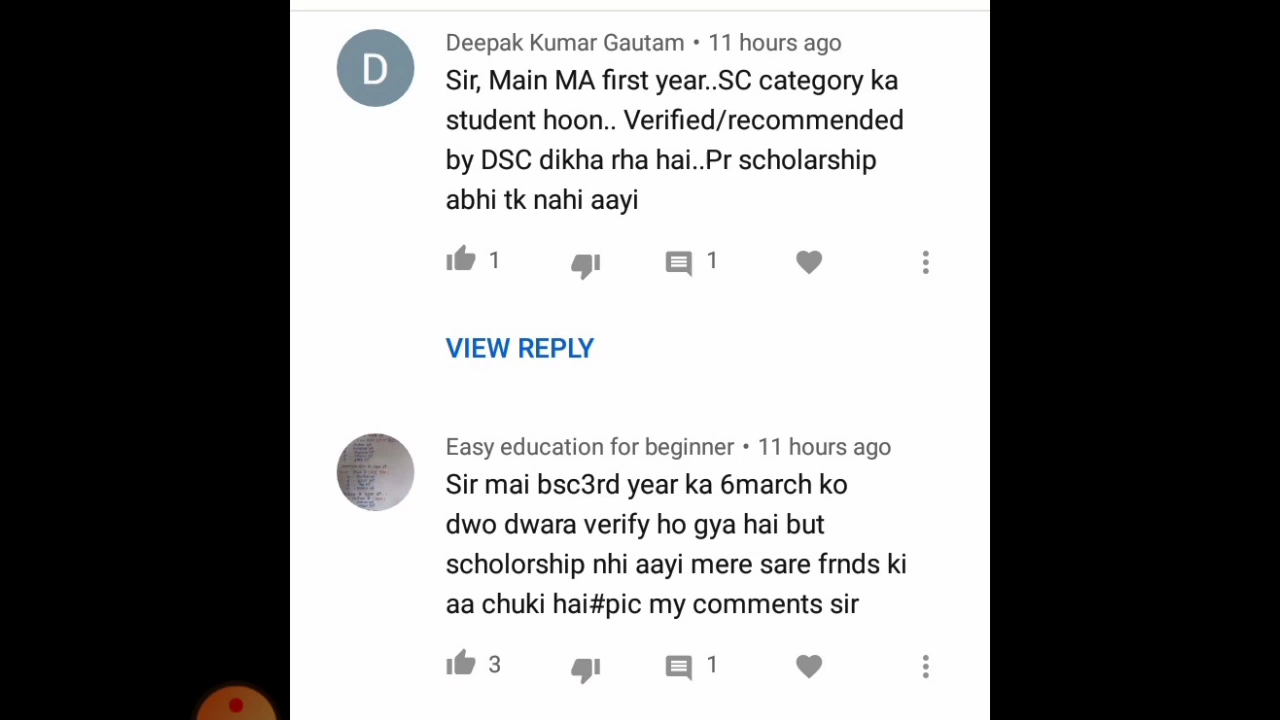 Deepak Kumar Gautam • 11 hours ago
D
Sir, Main MA first year..SC category ka
student hoon.. Verified/recommended
by DSC dikha rha hai..Pr scholarship
abhi tk nahi aayi
1
1
VIEW REPLY
Easy education for beginner • 11 hours ago
Sir mai bsc3rd year ka 6march ko
dwo dwara verify ho gya hai but
scholorship nhi aayi mere sare frnds ki
aa chuki hai#pic my comments sir
3
1